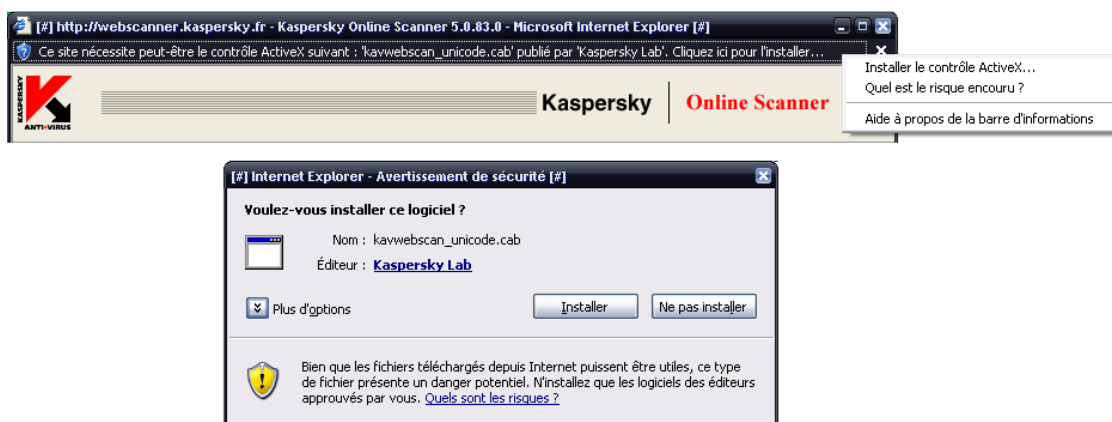 [#] http://webscanner.kaspersky.fr - Kaspersky Online Scanner 5.0.83.0 - Microsoft Internet Explorer [#]
Ce site nécessite peut-être le contrôle ActiveX suivant : 'kavwebscan_unicode.cab' publié par 'Kaspersky Lab'. Cliquez ici pour l'installer...
Installer le contrôle ActiveX...
Quel est le risque encouru ?
Aide à propos de la barre d'informations
KASPERSKY
ANTI-VIRUS
Kaspersky
Online Scanner
[#] Internet Explorer - Avertissement de sécurité [#]
Voulez-vous installer ce logiciel ?
Nom : kavwebscan_unicode.cab
Éditeur : Kaspersky Lab
Plus d'options
Installer
Ne pas installer
Bien que les fichiers téléchargés depuis Internet puissent être utiles, ce type
de fichier présente un danger potentiel. N'installez que les logiciels des éditeurs
approuvés par vous. Quels sont les risques ?